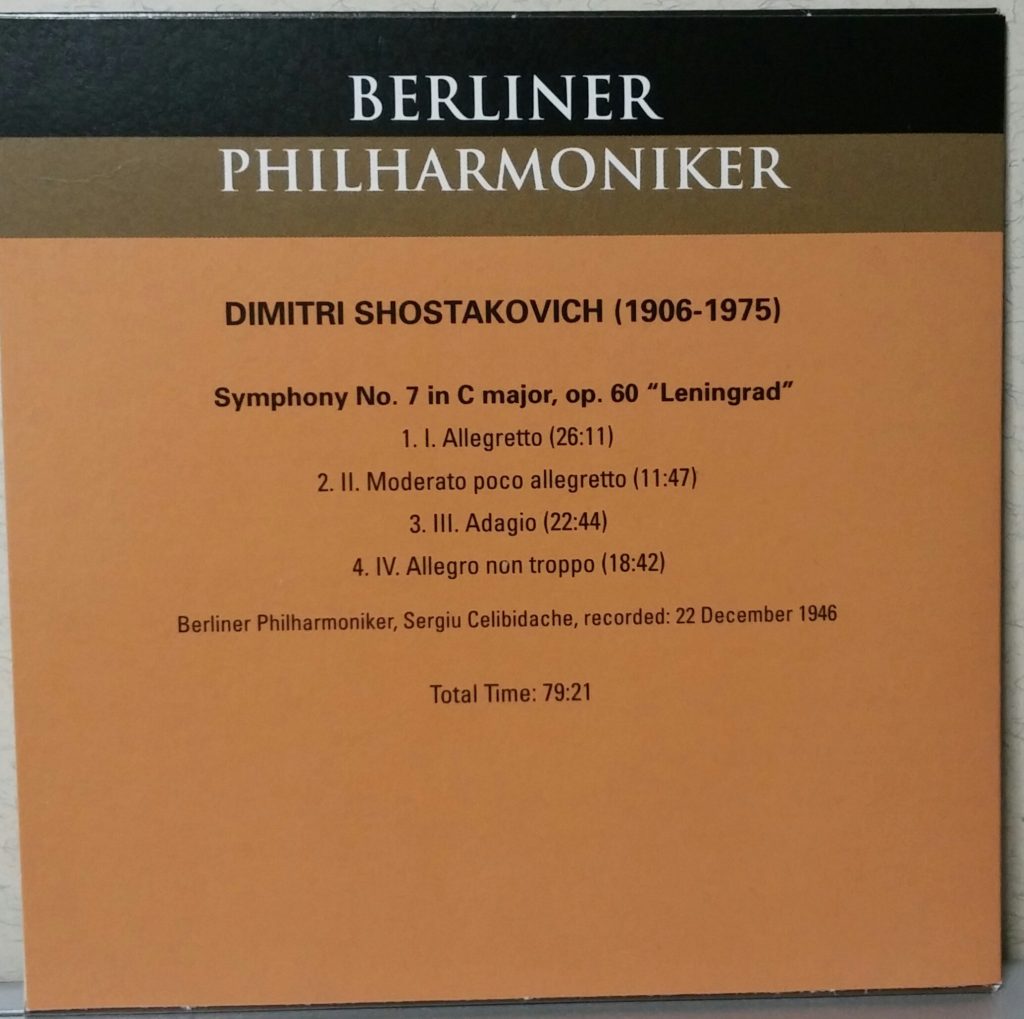 BERLINER
PHILHARMONIKER
DIMITRI SHOSTAKOVICH (1906-1975)
Symphony No. 7 in C major, op. 60 “Leningrad”
1. I. Allegretto (26:11)
2. II. Moderato poco allegretto (11:47)
3. III. Adagio (22:44)
4. IV. Allegro non troppo (18:42)
Berliner Philharmoniker, Sergiu Celibidache, recorded: 22 December 1946
Total Time: 79:21